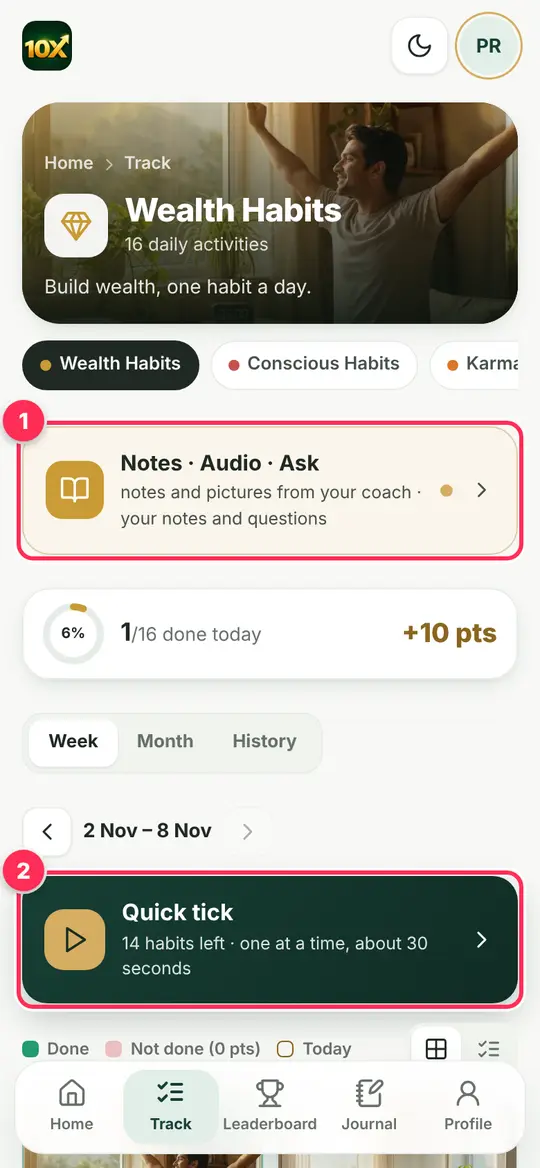 10X
PR
Home > Track
Wealth Habits
16 daily activities
Build wealth, one habit a day.
Wealth Habits
Conscious Habits
Karma
1
Notes · Audio · Ask
notes and pictures from your coach ·
your notes and questions
6%
1/16 done today
+10 pts
Week
Month
History
2 Nov – 8 Nov
2
Quick tick
14 habits left · one at a time, about 30
seconds
Done
Not done (0 pts)
Today
Home
Track
Leaderboard
Journal
Profile